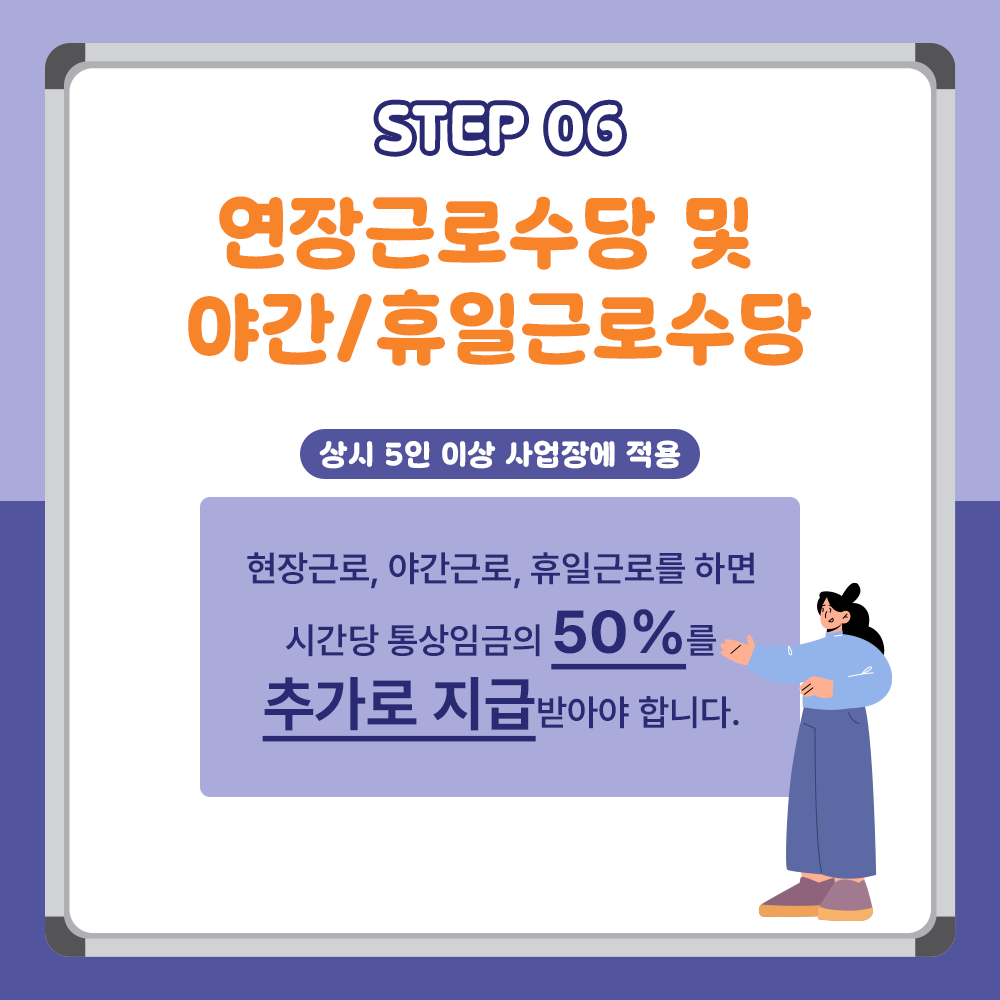 STEP 06
연장근로수당 및
야간/휴일근로수당
상시 5인 이상 사업장에 적용
현장근로, 야간근로, 휴일근로를 하면
시간당 통상임금의 50%를
추가로 지급받아야 합니다.